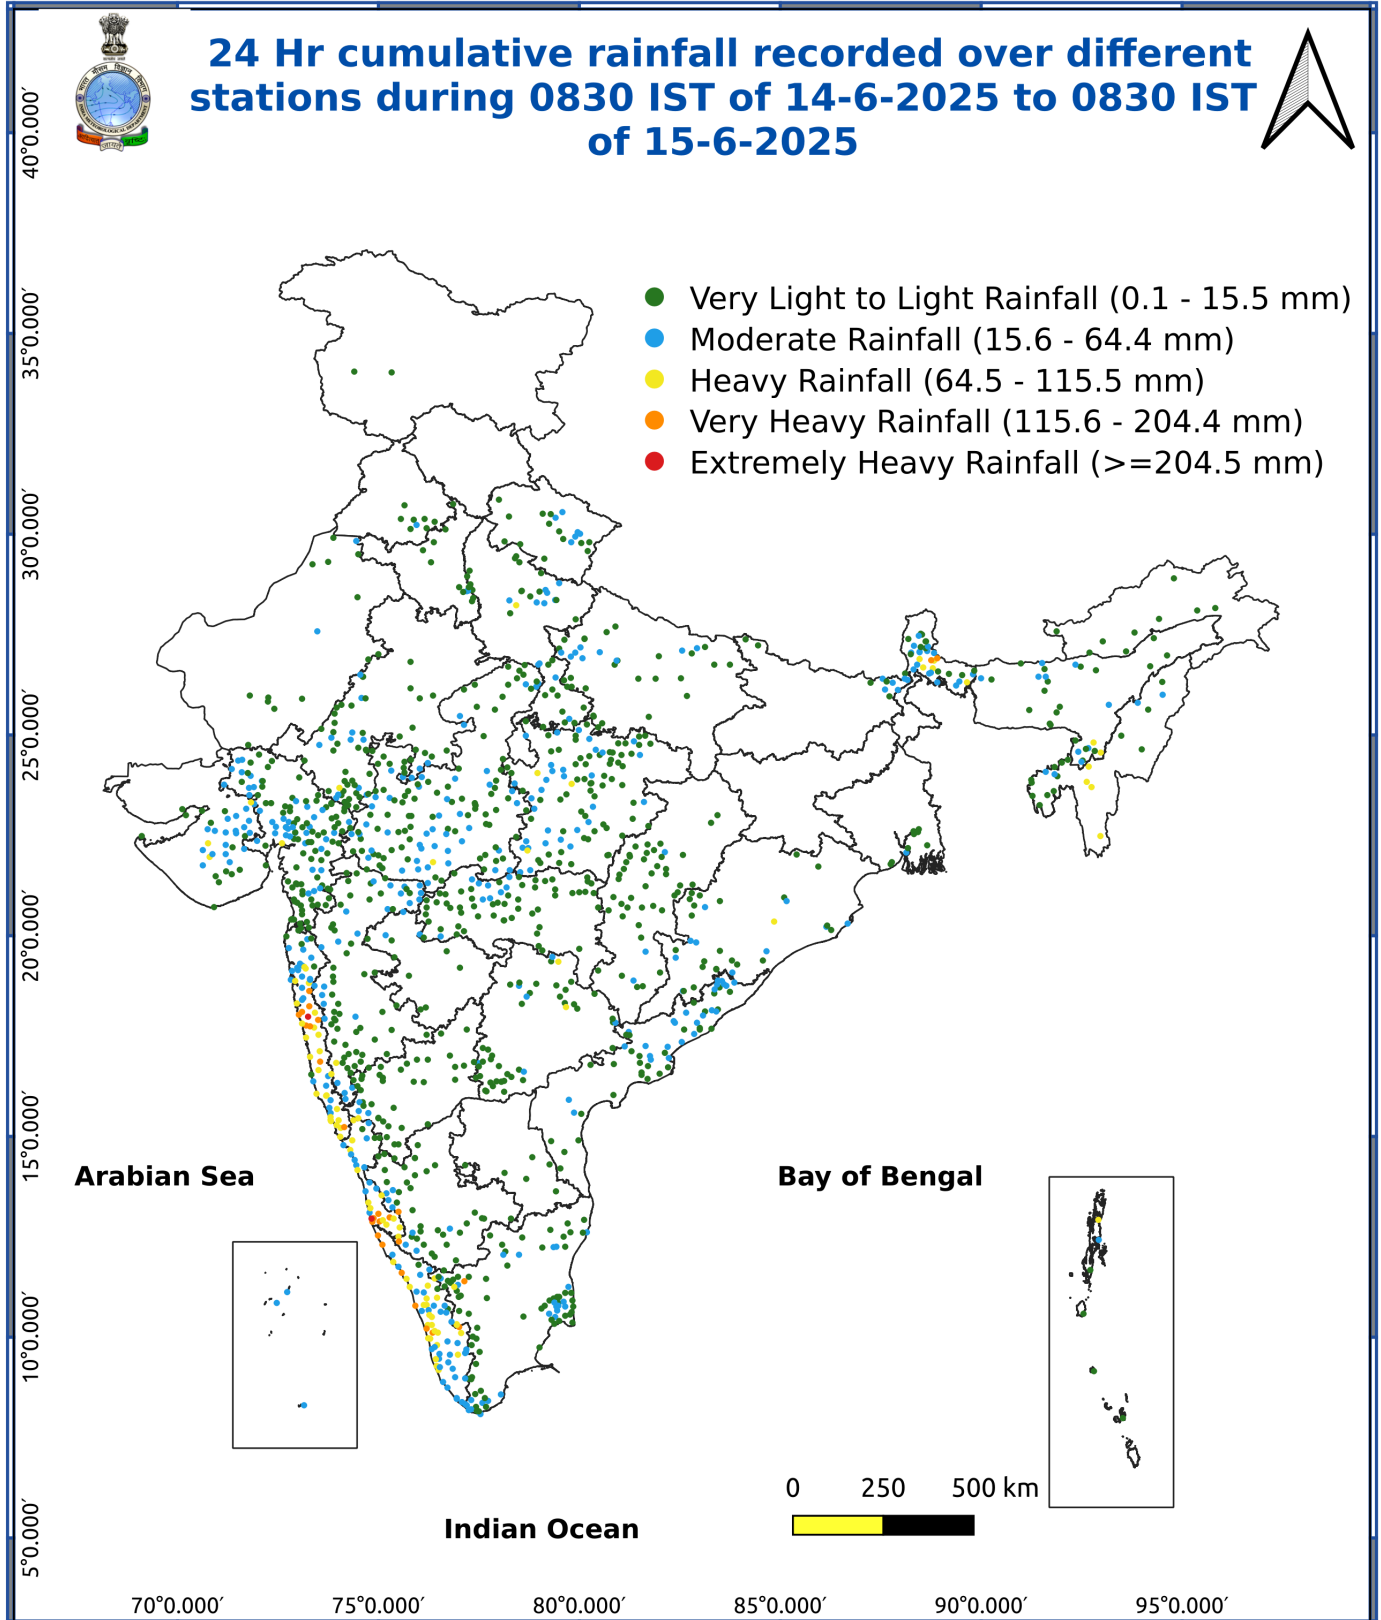 24 Hr cumulative rainfall recorded over different
stations during 0830 IST of 14-6-2025 to 0830 IST
of 15-6-2025
Very Light to Light Rainfall (0.1 - 15.5 mm)
Moderate Rainfall (15.6 - 64.4 mm)
Heavy Rainfall (64.5 - 115.5 mm)
Very Heavy Rainfall (115.6 - 204.4 mm)
Extremely Heavy Rainfall (>=204.5 mm)
40°0.000′
35°0.000′
30°0.000′
25°0.000′
20°0.000′
15°0.000′
10°0.000′
5°0.000′
Arabian Sea
Bay of Bengal
Indian Ocean
0 250 500 km
70°0.000′ 75°0.000′ 80°0.000′ 85°0.000′ 90°0.000′ 95°0.000′